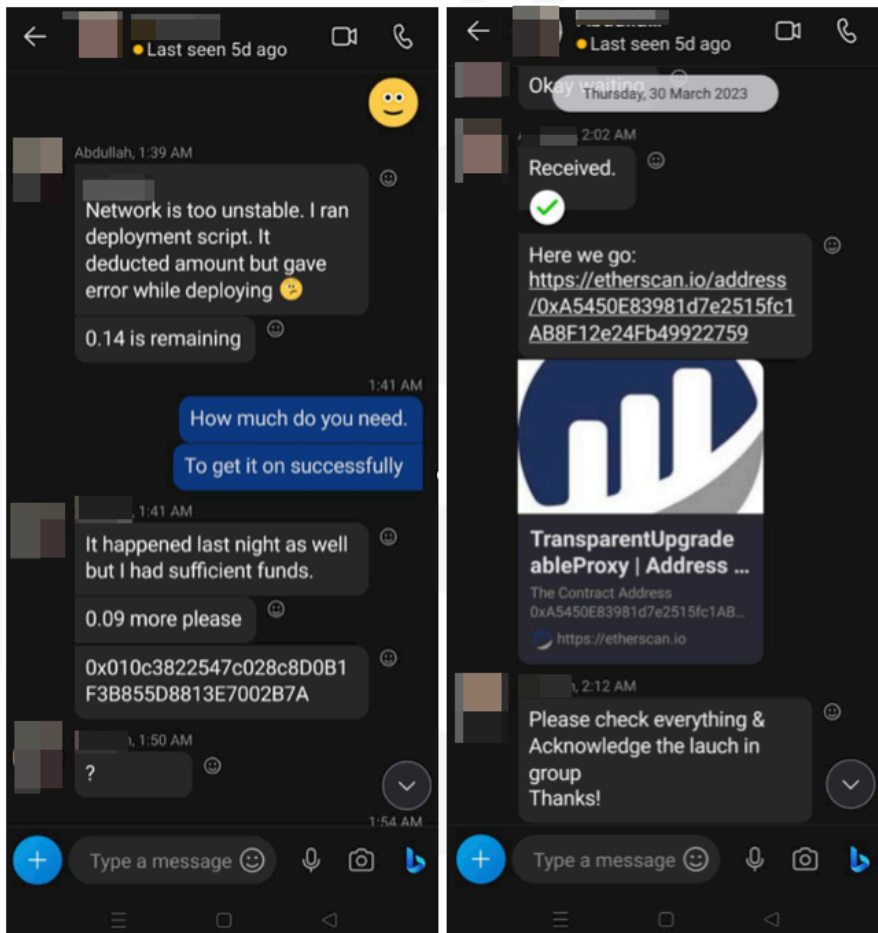 Last seen 5d ago
Abdullah, 1:39 AM
Network is too unstable. I ran
deployment script. It
deducted amount but gave
error while deploying
0.14 is remaining
1:41 AM
How much do you need.
To get it on successfully
, 1:41 AM
It happened last night as well
but I had sufficient funds.
0.09 more please
0x010c3822547c028c8D0B1
F3B855D8813E7002B7A
, 1:50 AM
?
1:54 AM
Type a message
Last seen 5d ago
Okay waiting
Thursday, 30 March 2023
2:02 AM
Received.
Here we go:
https://etherscan.io/address
/0xA5450E83981d7e2515fc1
AB8F12e24Fb49922759
TransparentUpgrade
ableProxy | Address ...
The Contract Address
0xA5450E83981d7e2515fc1AB...
https://etherscan.io
, 2:12 AM
Please check everything &
Acknowledge the lauch in
group
Thanks!
Type a message